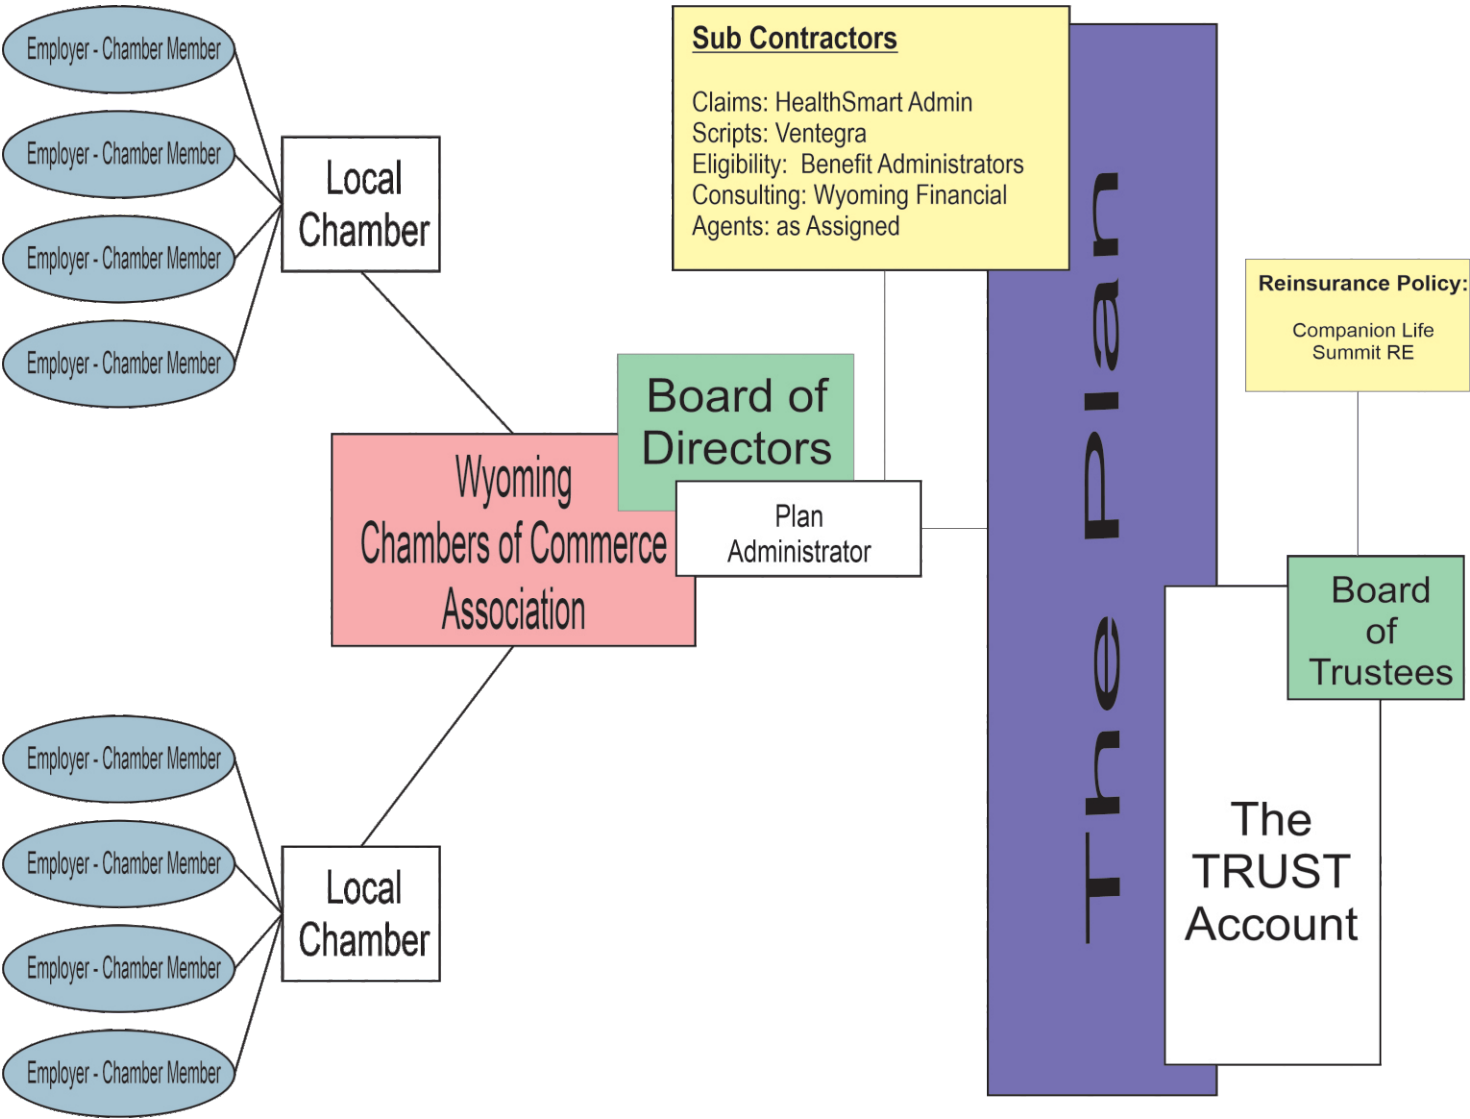 Employer - Chamber Member
Employer - Chamber Member
Employer - Chamber Member
Employer - Chamber Member
Local
Chamber
Wyoming
Chambers of Commerce
Association
Board of
Directors
Plan
Administrator
Employer - Chamber Member
Employer - Chamber Member
Employer - Chamber Member
Employer - Chamber Member
Local
Chamber
Sub Contractors
Claims: HealthSmart Admin
Scripts: Ventegra
Eligibility:  Benefit Administrators
Consulting: Wyoming Financial
Agents: as Assigned
The Plan
Reinsurance Policy:
Companion Life
Summit RE
Board
of
Trustees
The
TRUST
Account